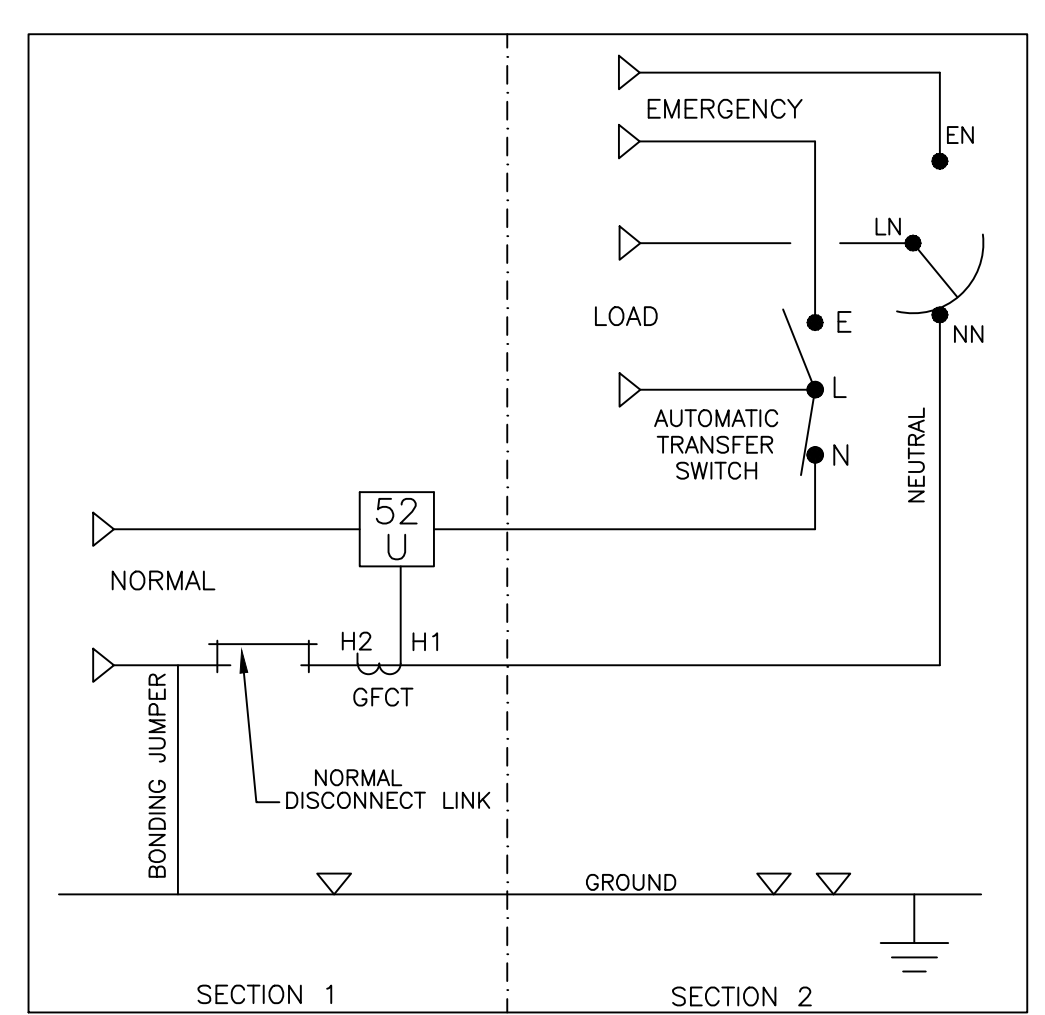 EMERGENCY
EN
LN
LOAD
E
NN
L
AUTOMATIC
TRANSFER
SWITCH
N
NEUTRAL
52
U
NORMAL
H2
H1
GFCT
BONDING JUMPER
NORMAL
DISCONNECT LINK
GROUND
SECTION 1
SECTION 2